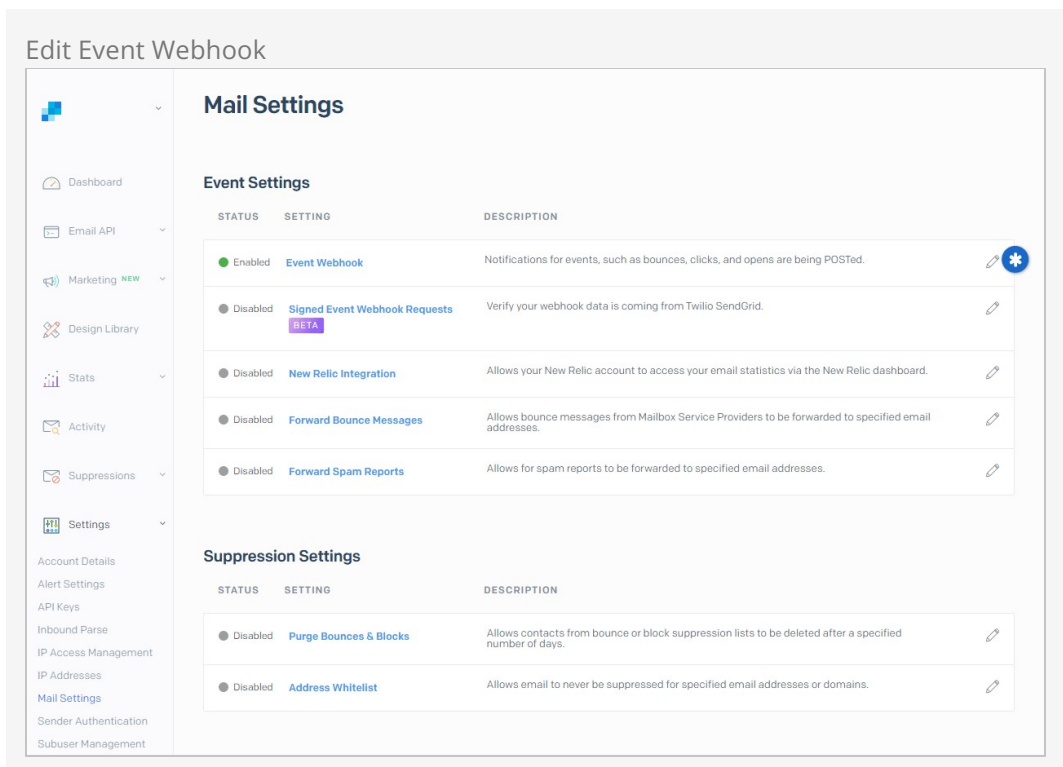 Edit Event Webhook
Mail Settings
Dashboard
Email API
Marketing NEW
Design Library
Stats
Activity
Suppressions
Settings
Account Details
Alert Settings
API Keys
Inbound Parse
IP Access Management
IP Addresses
Mail Settings
Sender Authentication
Subuser Management
Event Settings
STATUS SETTING DESCRIPTION
Enabled Event Webhook Notifications for events, such as bounces, clicks, and opens are being POSTed.
Disabled Signed Event Webhook Requests Verify your webhook data is coming from Twilio SendGrid.
BETA
Disabled New Relic Integration Allows your New Relic account to access your email statistics via the New Relic dashboard.
Disabled Forward Bounce Messages Allows bounce messages from Mailbox Service Providers to be forwarded to specified email
addresses.
Disabled Forward Spam Reports Allows for spam reports to be forwarded to specified email addresses.
Suppression Settings
STATUS SETTING DESCRIPTION
Disabled Purge Bounces & Blocks Allows contacts from bounce or block suppression lists to be deleted after a specified
number of days.
Disabled Address Whitelist Allows email to never be suppressed for specified email addresses or domains.